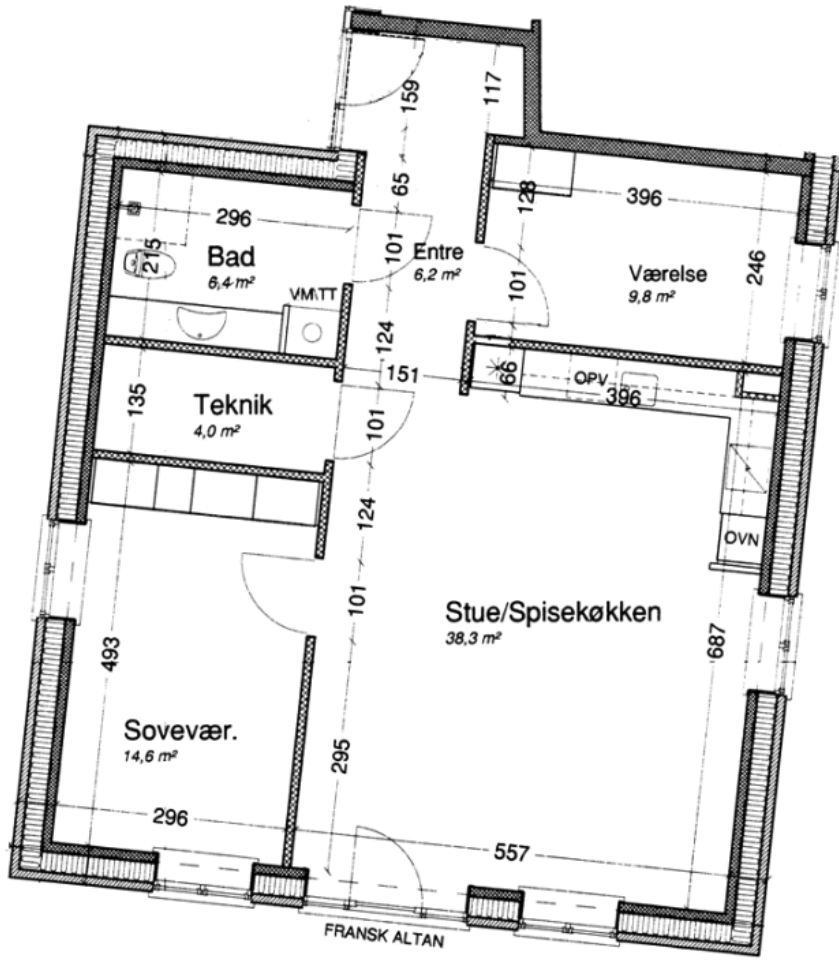 159
117
65
128
396
296
101
Entre
6,2 m²
215
Bad
6,4 m²
101
Værelse
9,8 m²
246
VM\TT
124
151
66
OPV
396
135
Teknik
4,0 m²
101
124
OVN
101
Stue/Spisekøkken
38,3 m²
687
493
Sovevær.
14,6 m²
295
296
557
FRANSK ALTAN